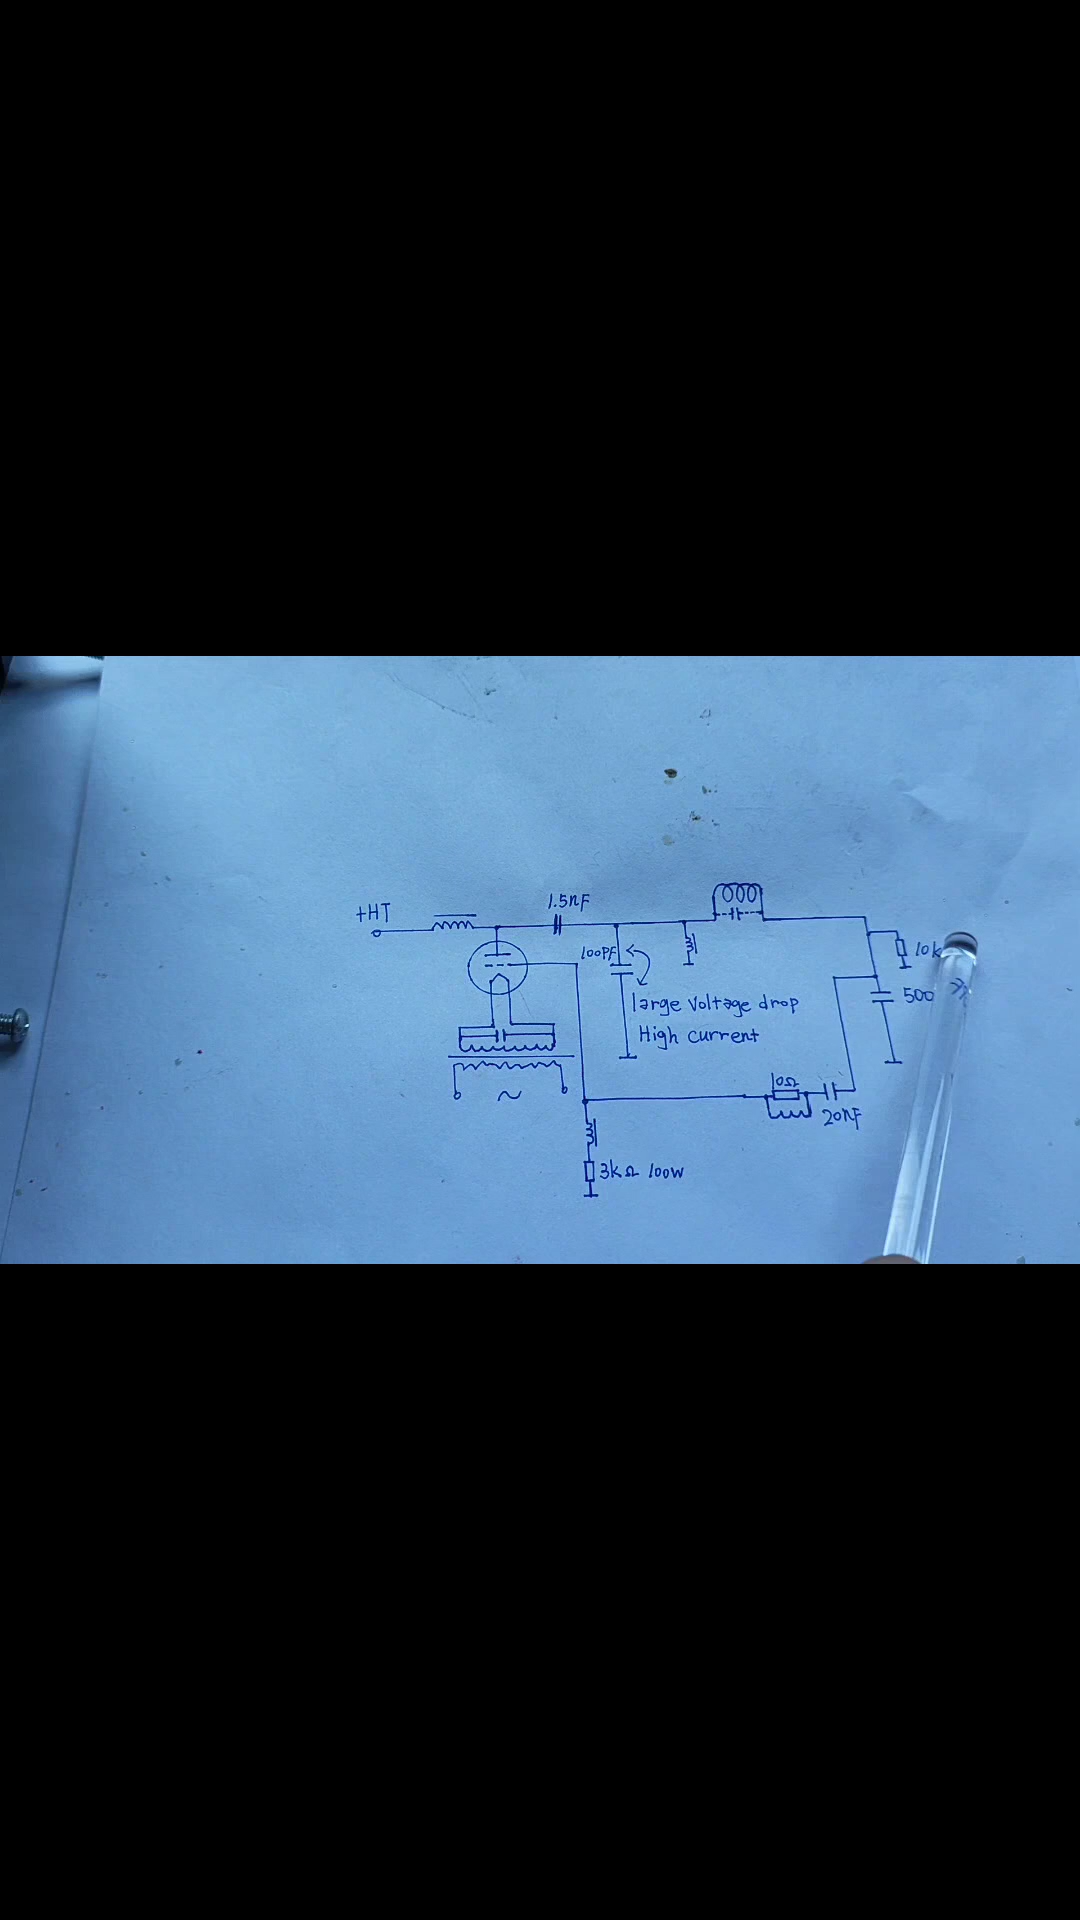 1.5nF
+HT
100PF
10k
large voltage drop
500
High current
10Ω
20nF
~
3kΩ 100W